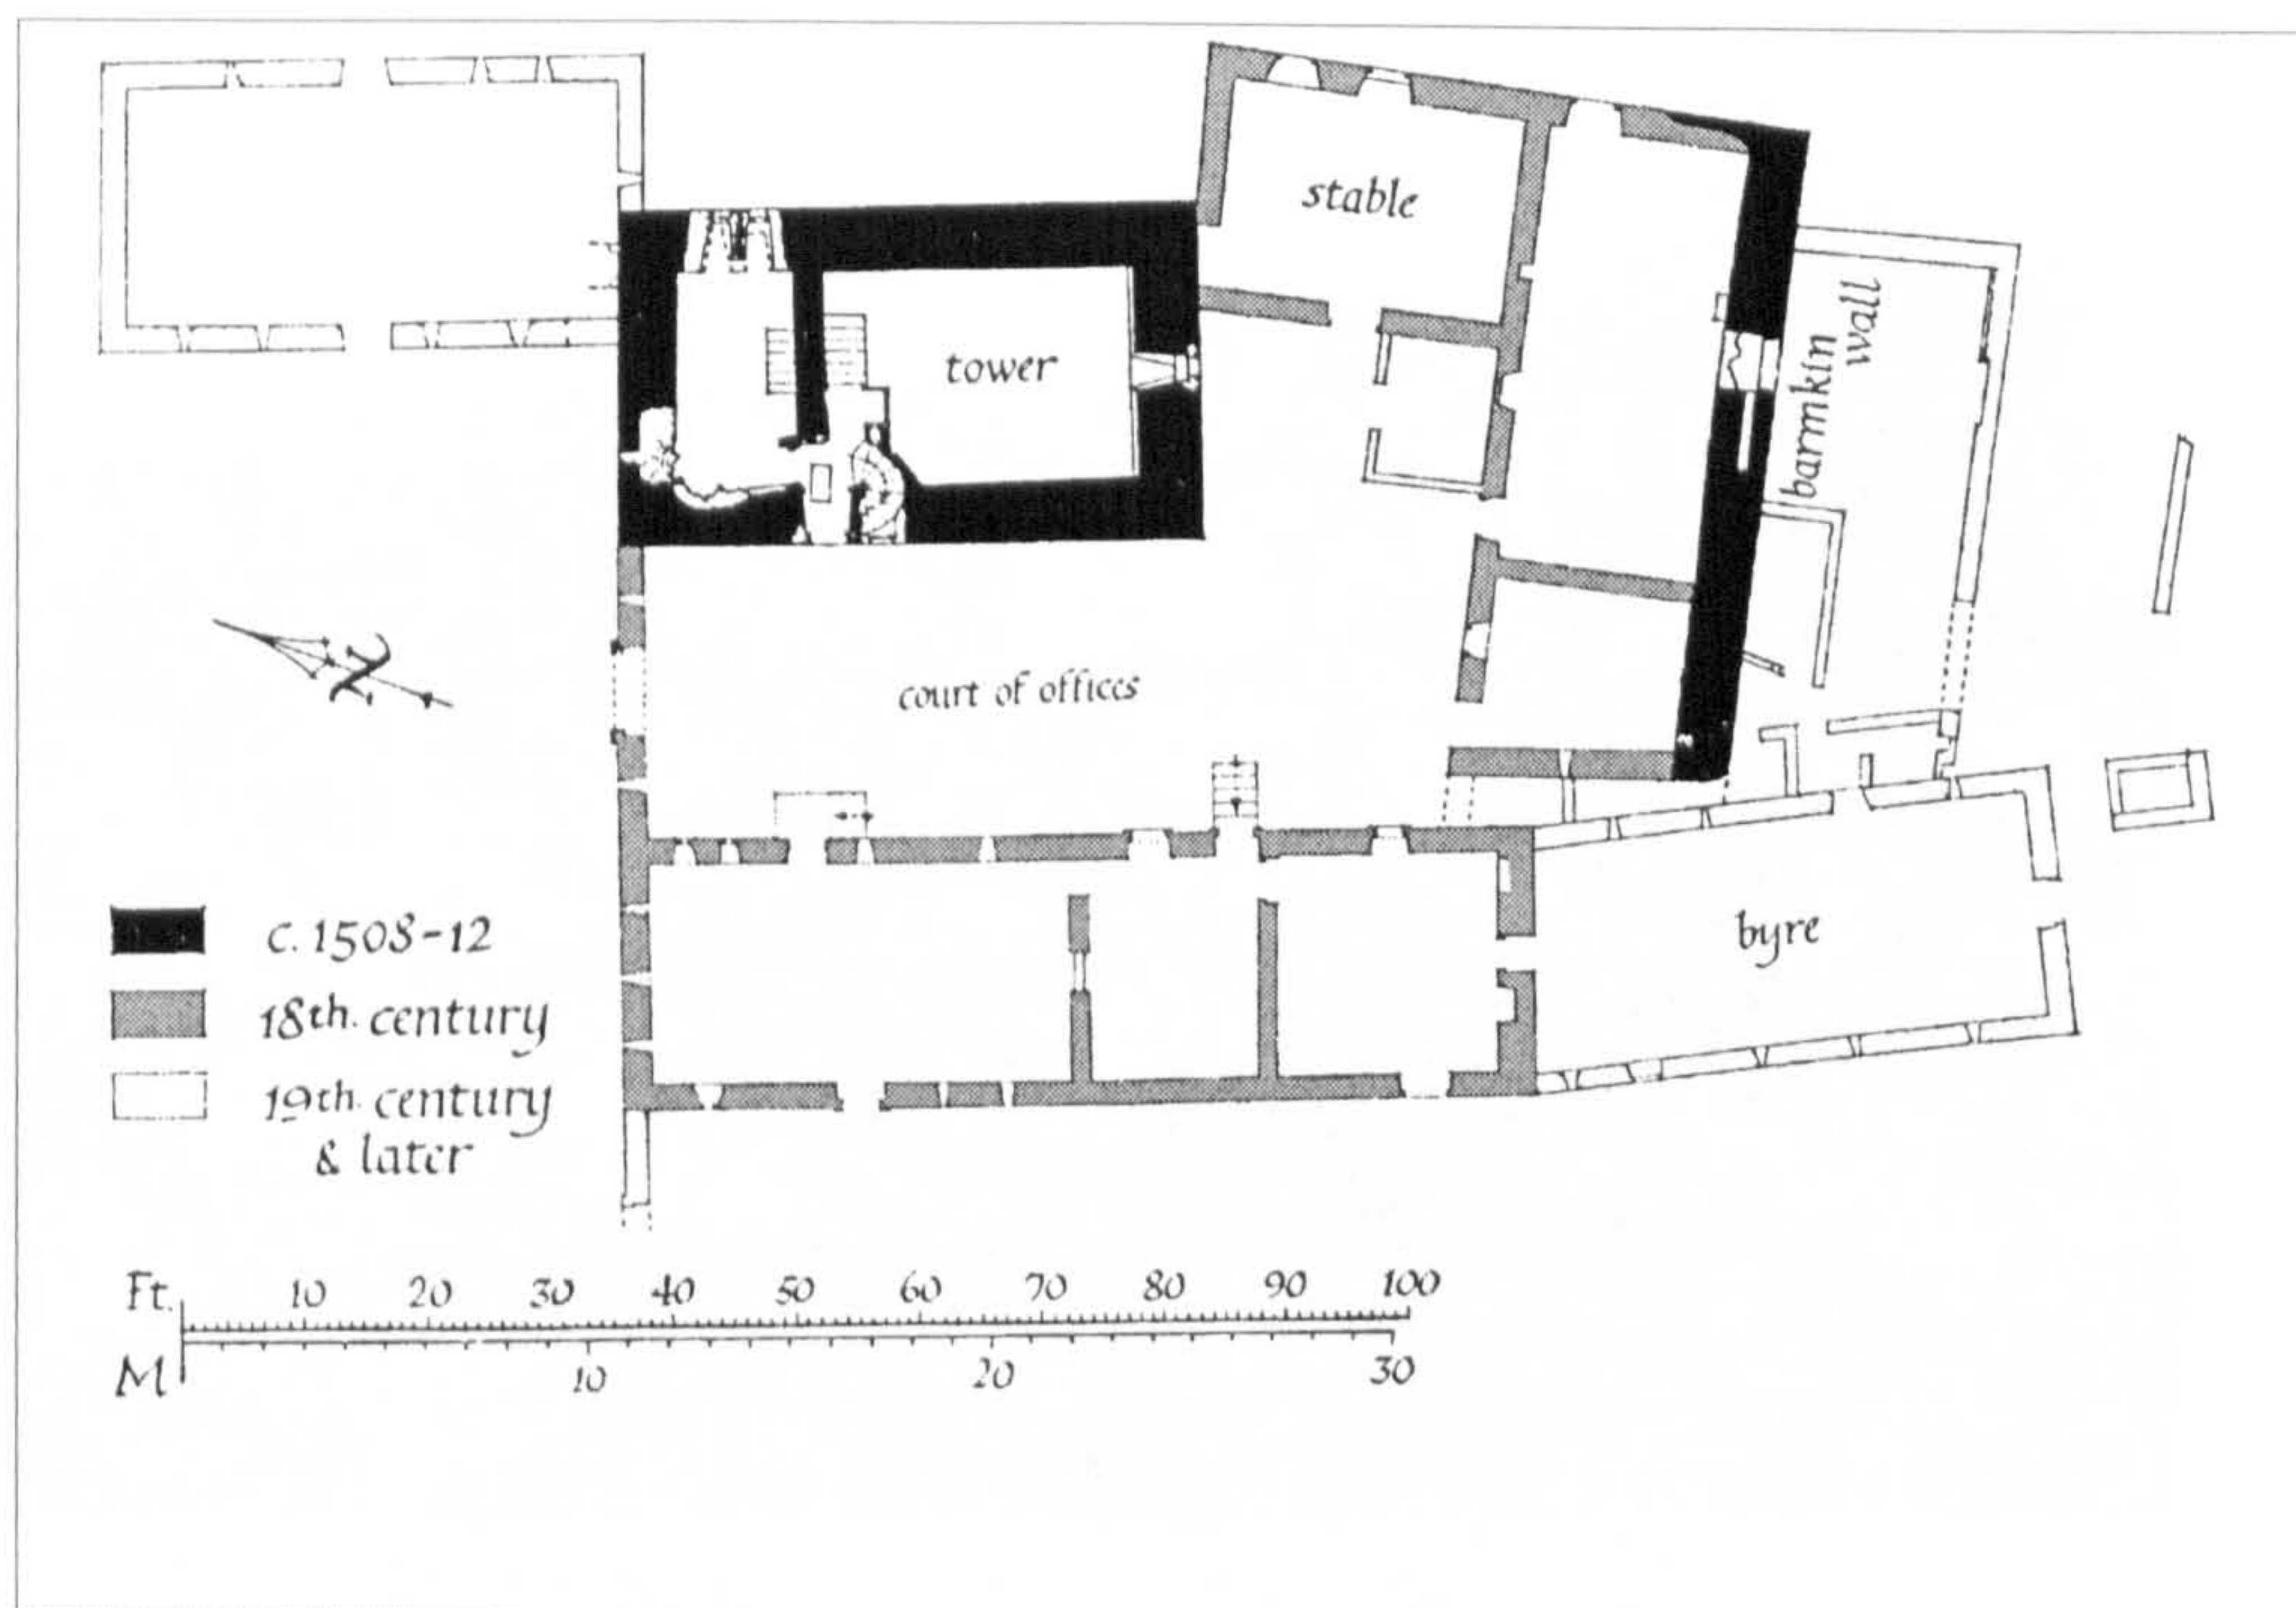 stable
tower
barmkin
wall
court of offices
byre
c. 1508-12
18th. century
19th. century
& later
N
Ft. 10 20 30 40 50 60 70 80 90 100
M 10 20 30